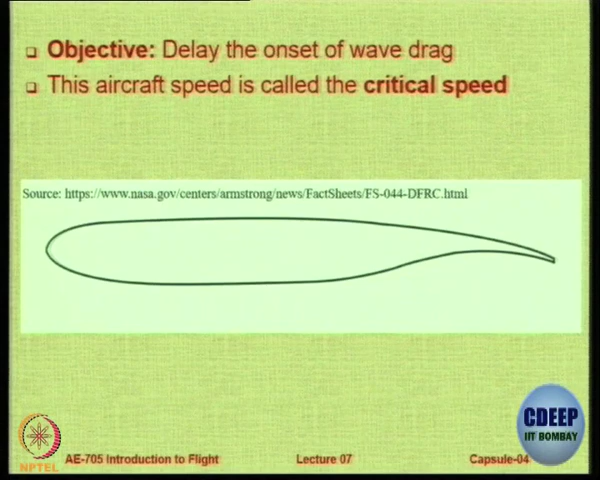 Objective: Delay the onset of wave drag
This aircraft speed is called the critical speed
Source: https://www.nasa.gov/centers/armstrong/news/FactSheets/FS-044-DFRC.html
CDEEP
IIT BOMBAY
NPTEL
AE-705 Introduction to Flight
Lecture 07
Capsule-04